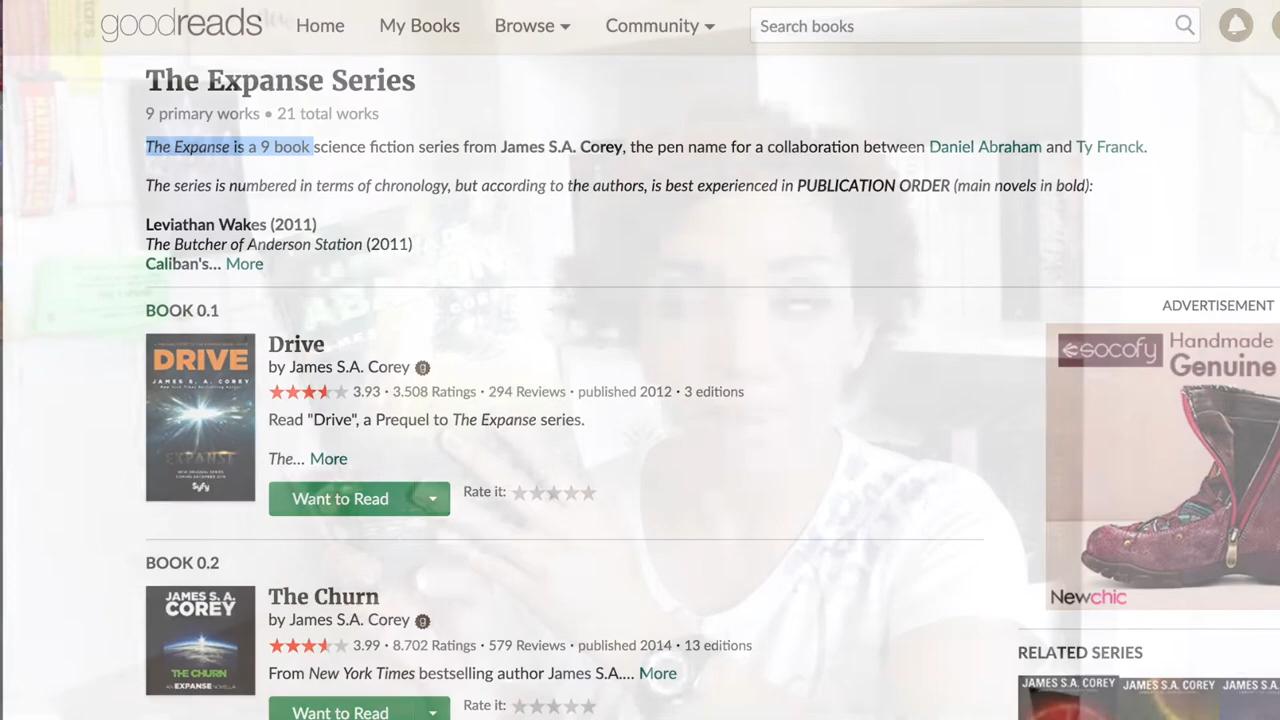 goodreads Home My Books Browse Community Search books
The Expanse Series
9 primary works • 21 total works
The Expanse is a 9 book science fiction series from James S.A. Corey, the pen name for a collaboration between Daniel Abraham and Ty Franck.
The series is numbered in terms of chronology, but according to the authors, is best experienced in PUBLICATION ORDER (main novels in bold):
Leviathan Wakes (2011)
The Butcher of Anderson Station (2011)
Caliban's... More
BOOK 0.1
DRIVE
JAMES S. A. COREY
EXPANSE
Syfy
Drive
by James S.A. Corey
3.93 · 3.508 Ratings · 294 Reviews · published 2012 · 3 editions
Read "Drive", a Prequel to The Expanse series.
The... More
Want to Read
Rate it:
BOOK 0.2
JAMES S.A.
COREY
THE CHURN
AN EXPANSE NOVELLA
The Churn
by James S.A. Corey
3.99 · 8.702 Ratings · 579 Reviews · published 2014 · 13 editions
From New York Times bestselling author James S.A.... More
Want to Read
Rate it:
ADVERTISEMENT
socofy
Handmade
Genuine
Newchic
RELATED SERIES
JAMES S.A. COREY JAMES S.A. COREY JAMES S.A.